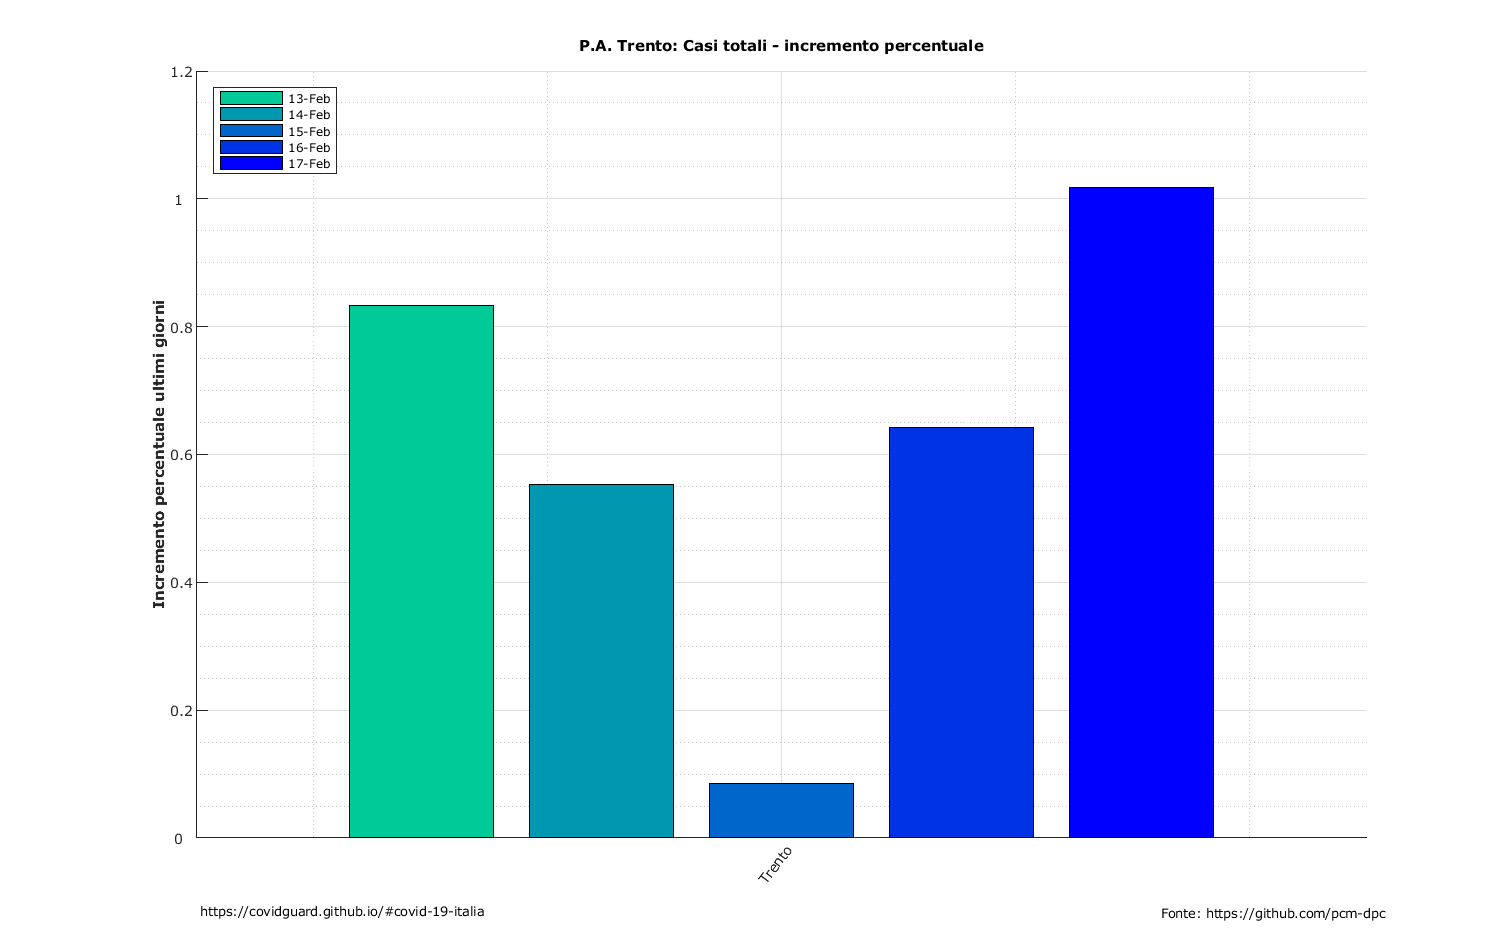 P.A. Trento: Casi totali - incremento percentuale
13-Feb
14-Feb
15-Feb
16-Feb
17-Feb
Incremento percentuale ultimi giorni
1.2
1
0.8
0.6
0.4
0.2
0
Trento
https://covidguard.github.io/#covid-19-italia
Fonte: https://github.com/pcm-dpc